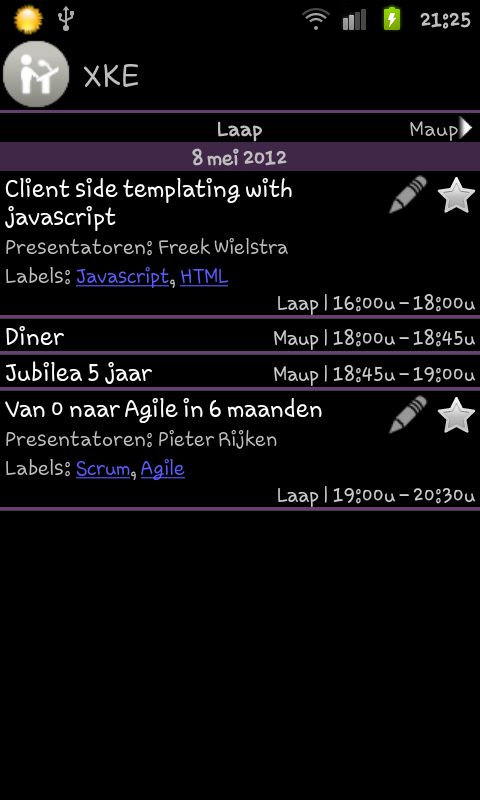 21:25
XKE
Laap
Maup
8 mei 2012
Client side templating with
javascript
Presentatoren: Freek Wielstra
Labels: Javascript, HTML
Laap | 16:00u - 18:00u
Diner
Maup | 18:00u - 18:45u
Jubilea 5 jaar
Maup | 18:45u - 19:00u
Van 0 naar Agile in 6 maanden
Presentatoren: Pieter Rijken
Labels: Scrum, Agile
Laap | 19:00u - 20:30u